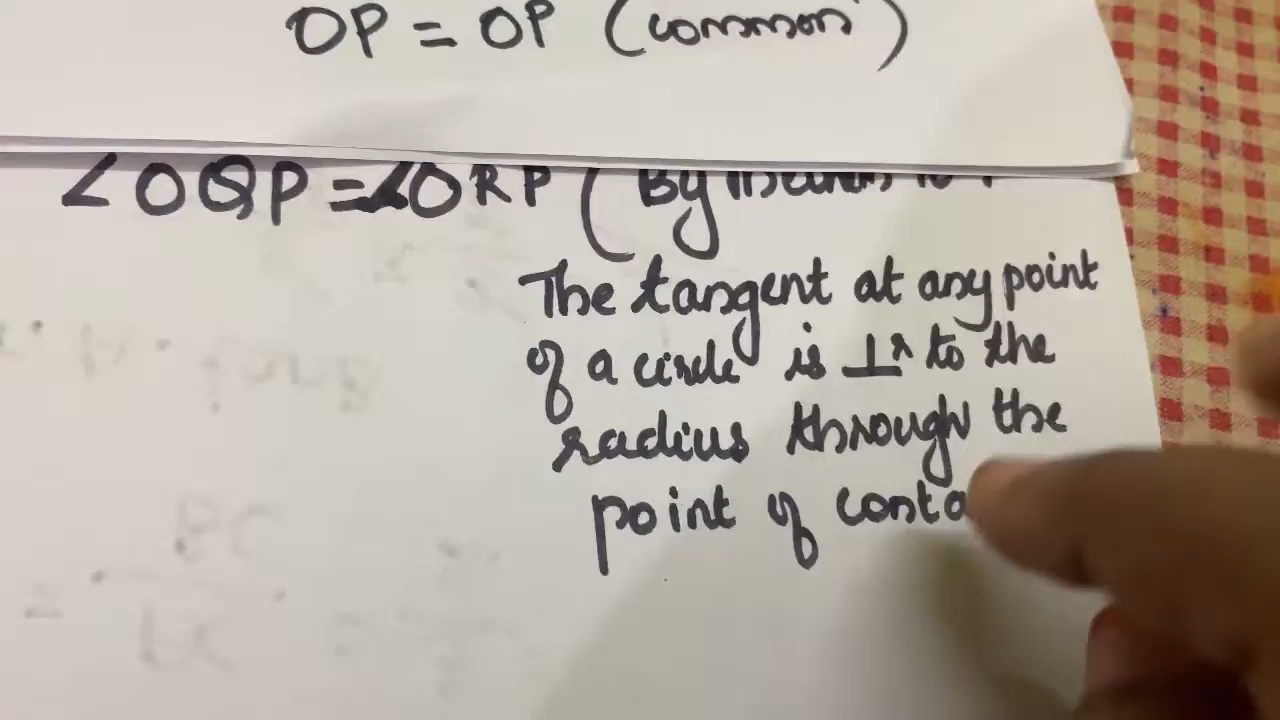 OP = OP (common)
∠OQP = ∠ORP ( By
The tangent at any point
of a circle is ⊥r to the
radius through the
point of